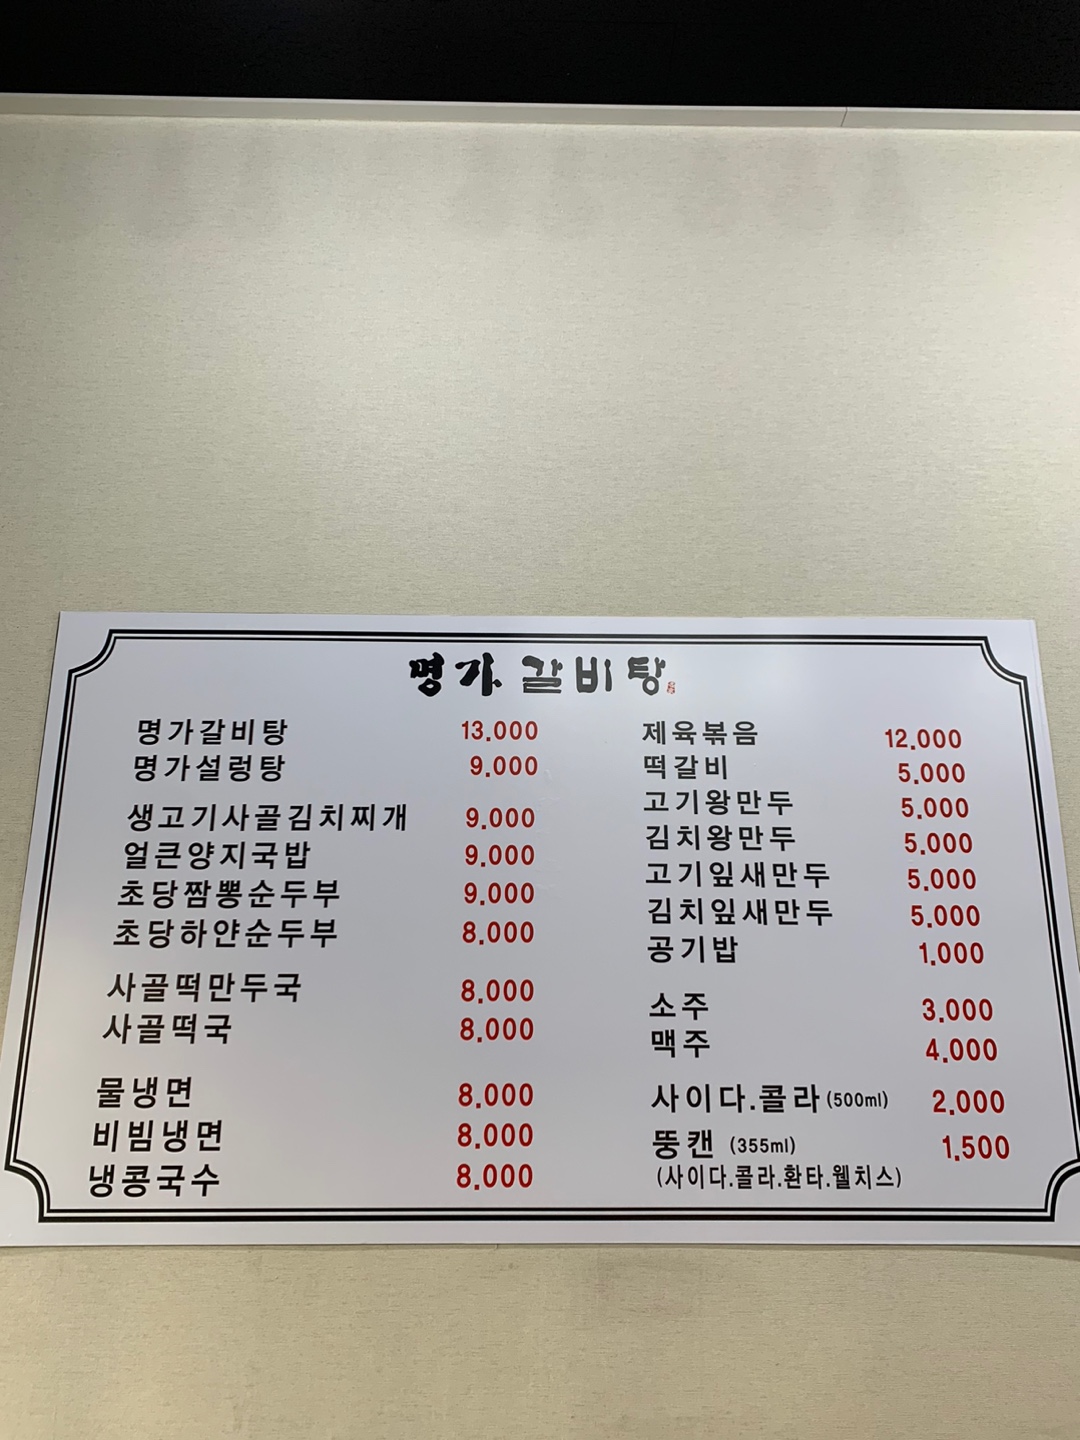 명가 갈비탕
명가갈비탕 13.000
명가설렁탕 9.000
생고기사골김치찌개 9.000
얼큰양지국밥 9.000
초당짬뽕순두부 9.000
초당하얀순두부 8.000
사골떡만두국 8.000
사골떡국 8.000
물냉면 8.000
비빔냉면 8.000
냉콩국수 8.000
제육볶음 12.000
떡갈비 5.000
고기왕만두 5.000
김치왕만두 5.000
고기잎새만두 5.000
김치잎새만두 5.000
공기밥 1.000
소주 3.000
맥주 4.000
사이다.콜라(500ml) 2.000
뚱캔 (355ml) 1.500
(사이다.콜라.환타.웰치스)